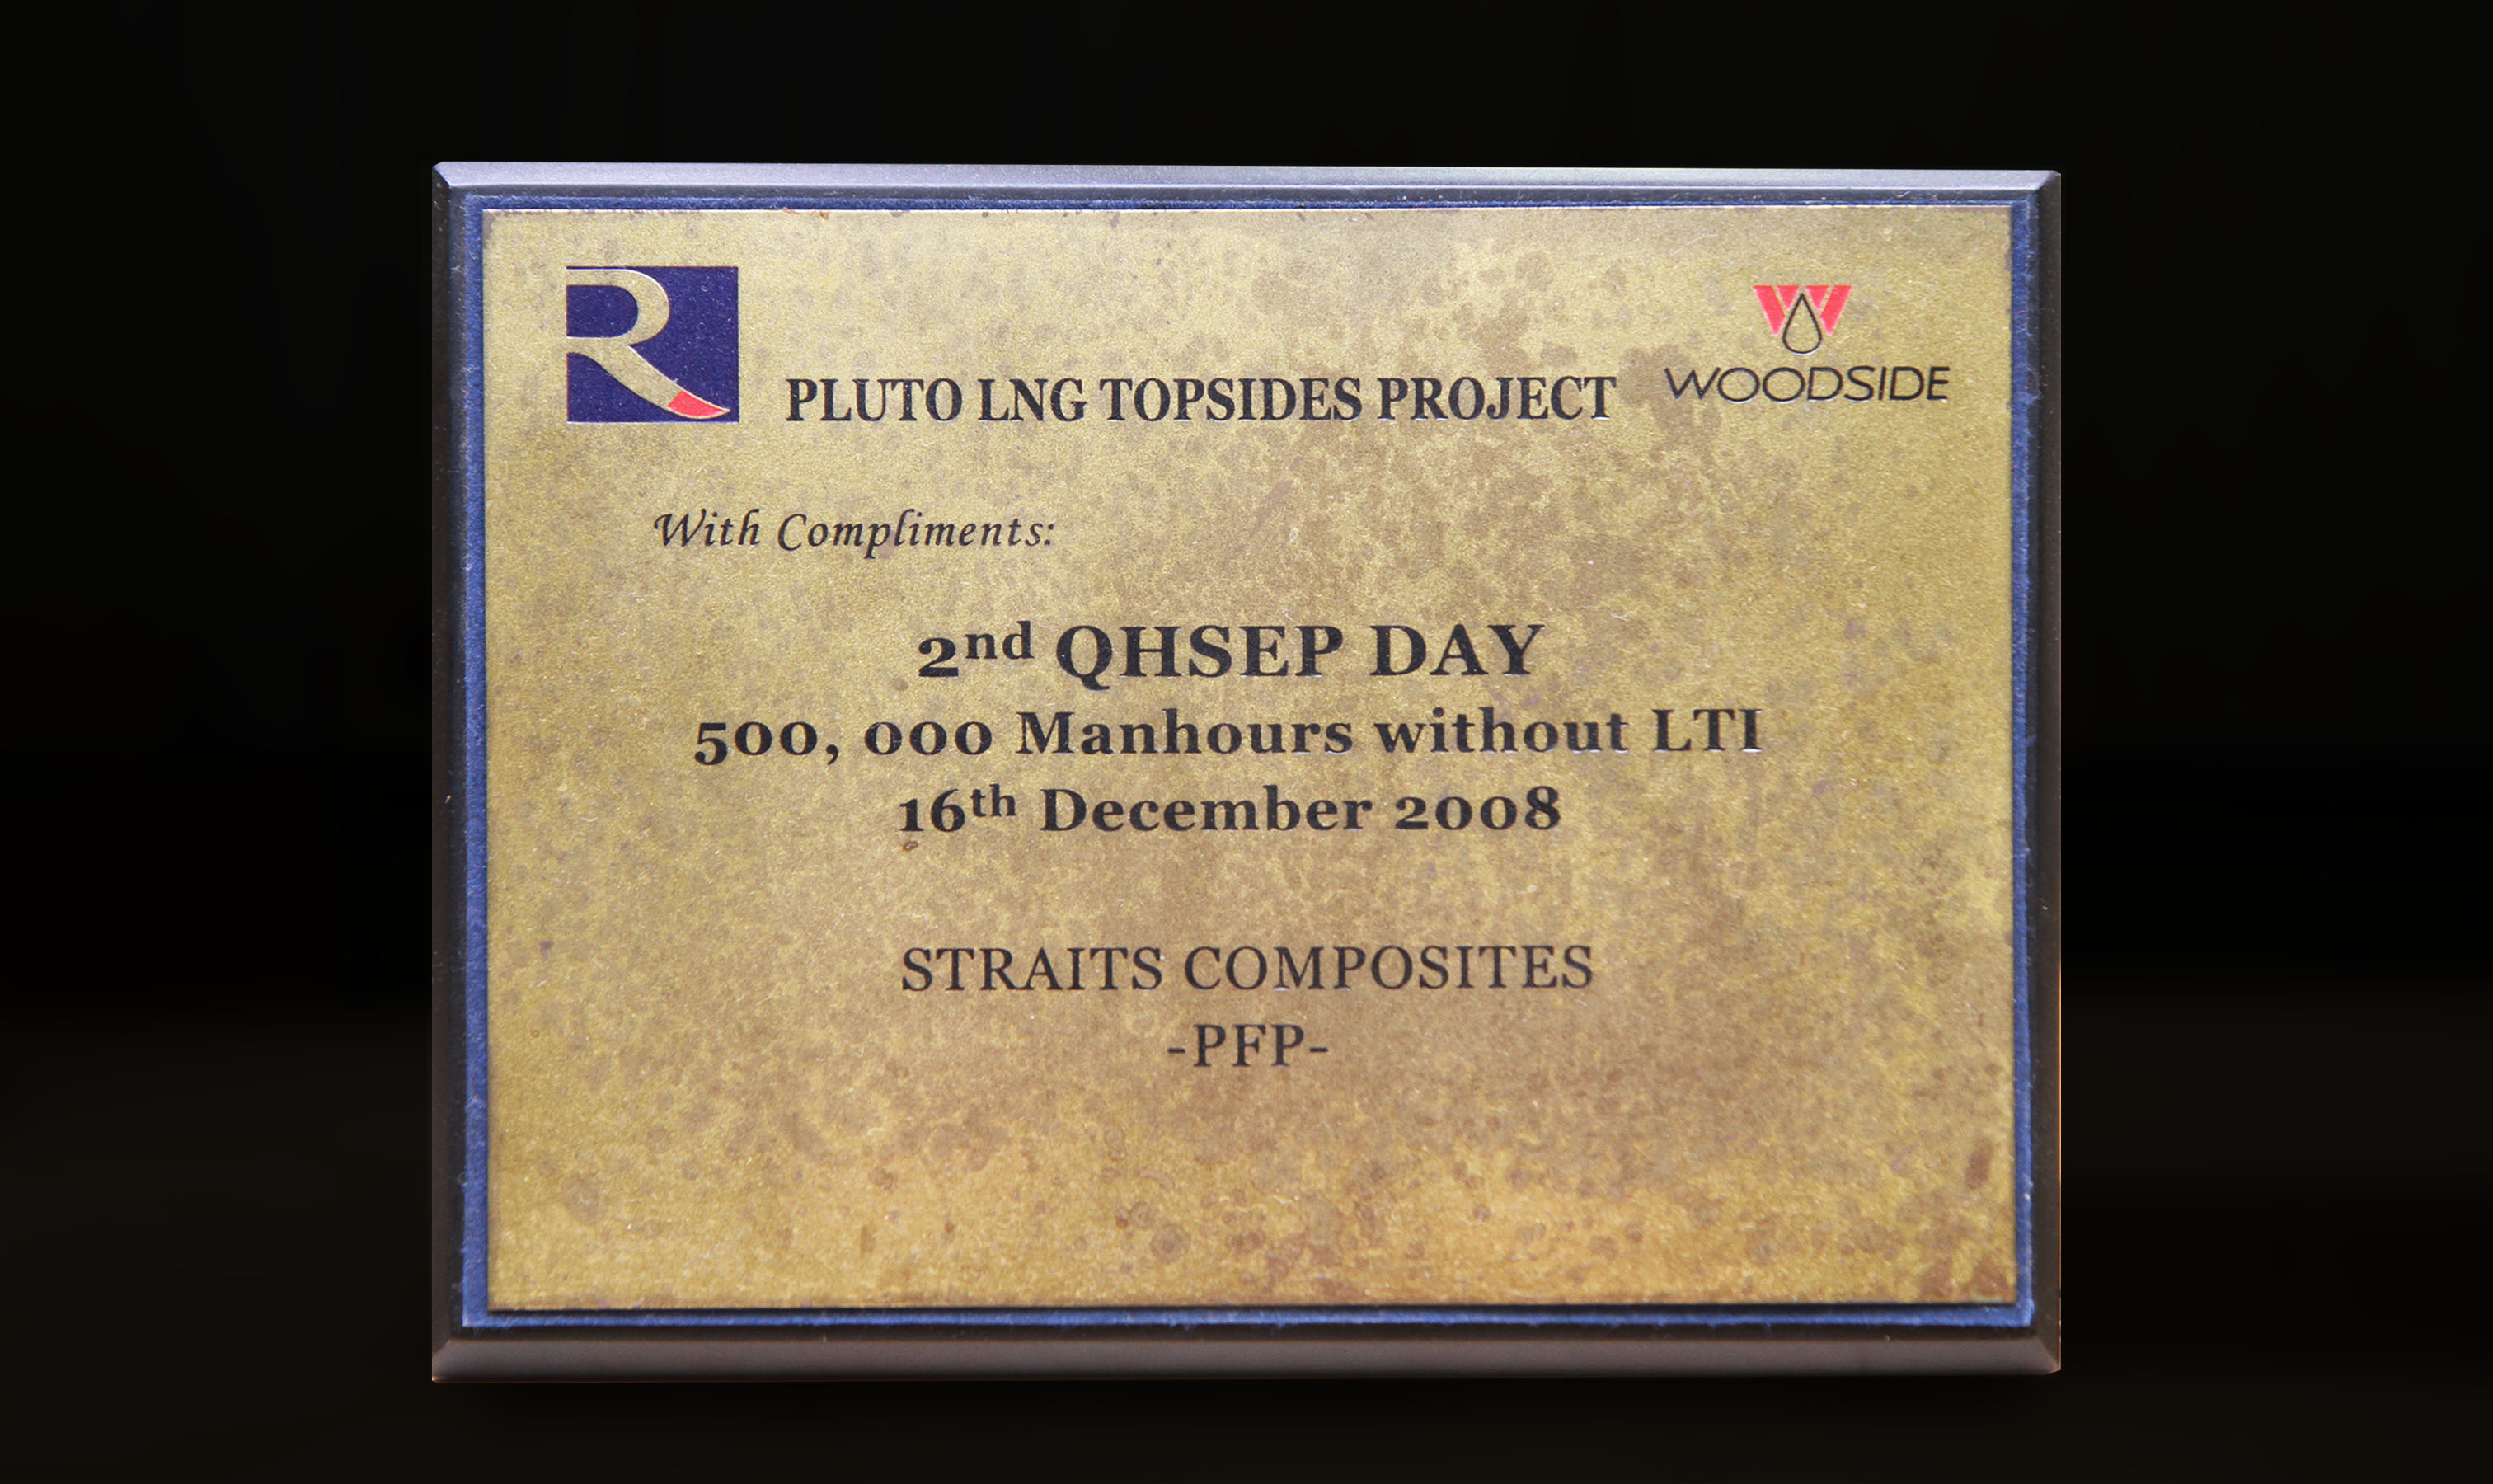 R
PLUTO LNG TOPSIDES PROJECT
W
WOODSIDE
With Compliments:
2nd QHSEP DAY
500, 000 Manhours without LTI
16th December 2008
STRAITS COMPOSITES
-PFP-